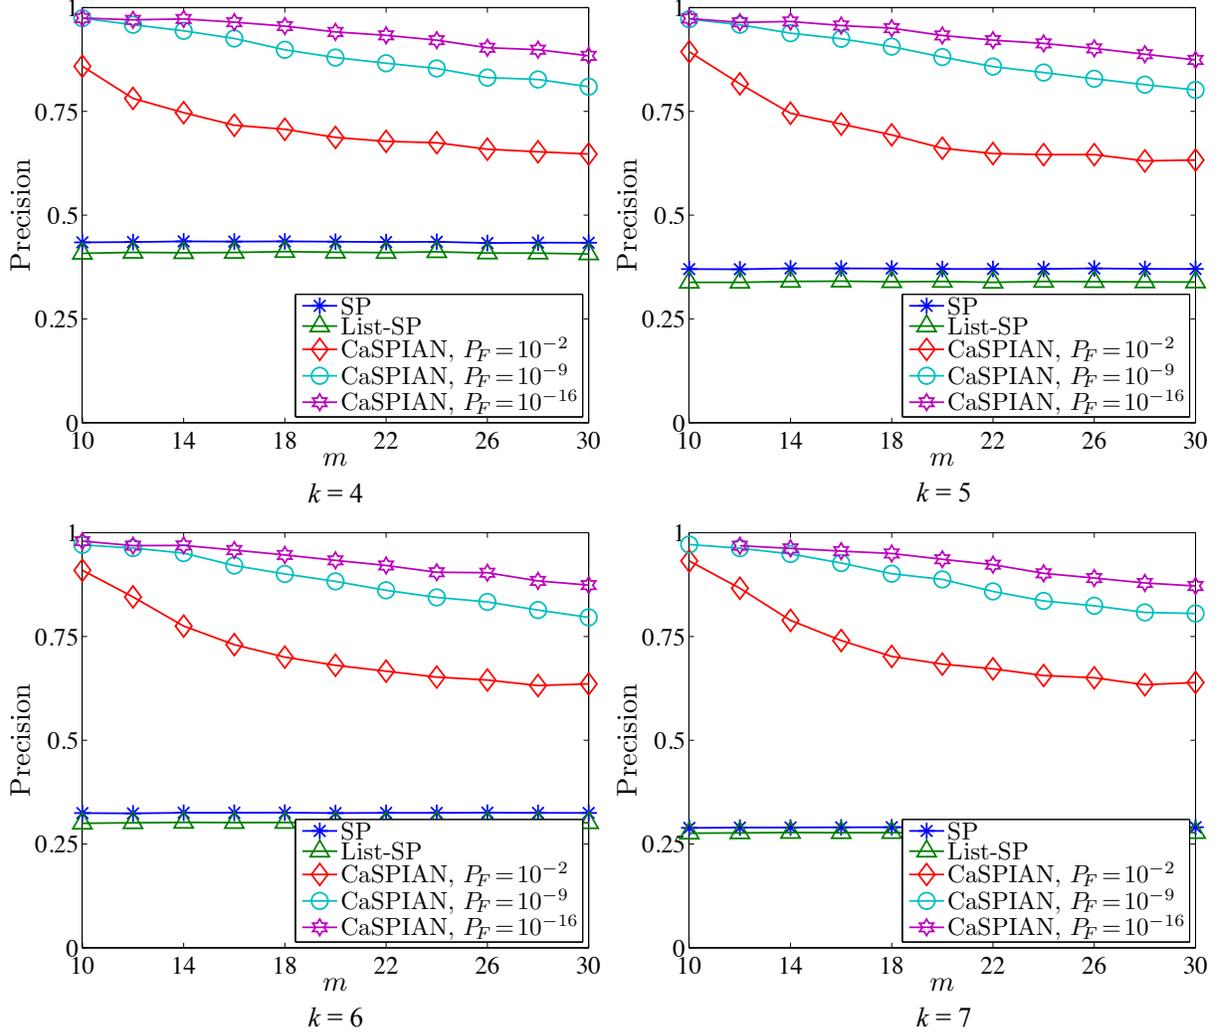 1
0.75
0.5
0.25
0
Precision
10 14 18 22 26 30
m
SP
List-SP
CaSPIAN, P_F=10^{-2}
CaSPIAN, P_F=10^{-9}
CaSPIAN, P_F=10^{-16}
k = 4
1
0.75
0.5
0.25
0
Precision
10 14 18 22 26 30
m
SP
List-SP
CaSPIAN, P_F=10^{-2}
CaSPIAN, P_F=10^{-9}
CaSPIAN, P_F=10^{-16}
k = 5
1
0.75
0.5
0.25
0
Precision
10 14 18 22 26 30
m
SP
List-SP
CaSPIAN, P_F=10^{-2}
CaSPIAN, P_F=10^{-9}
CaSPIAN, P_F=10^{-16}
k = 6
1
0.75
0.5
0.25
0
Precision
10 14 18 22 26 30
m
SP
List-SP
CaSPIAN, P_F=10^{-2}
CaSPIAN, P_F=10^{-9}
CaSPIAN, P_F=10^{-16}
k = 7